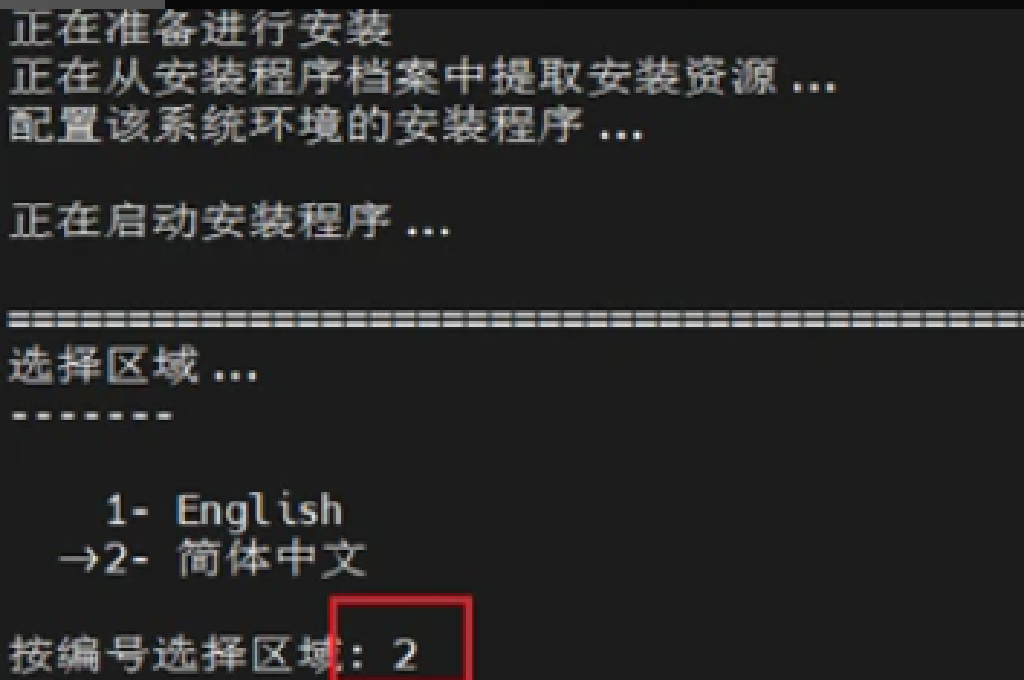 正在准备进行安装
正在从安装程序档案中提取安装资源...
配置该系统环境的安装程序...
正在启动安装程序...
===========================================
选择区域...
-------
1- English
→2- 简体中文
按编号选择区域: 2